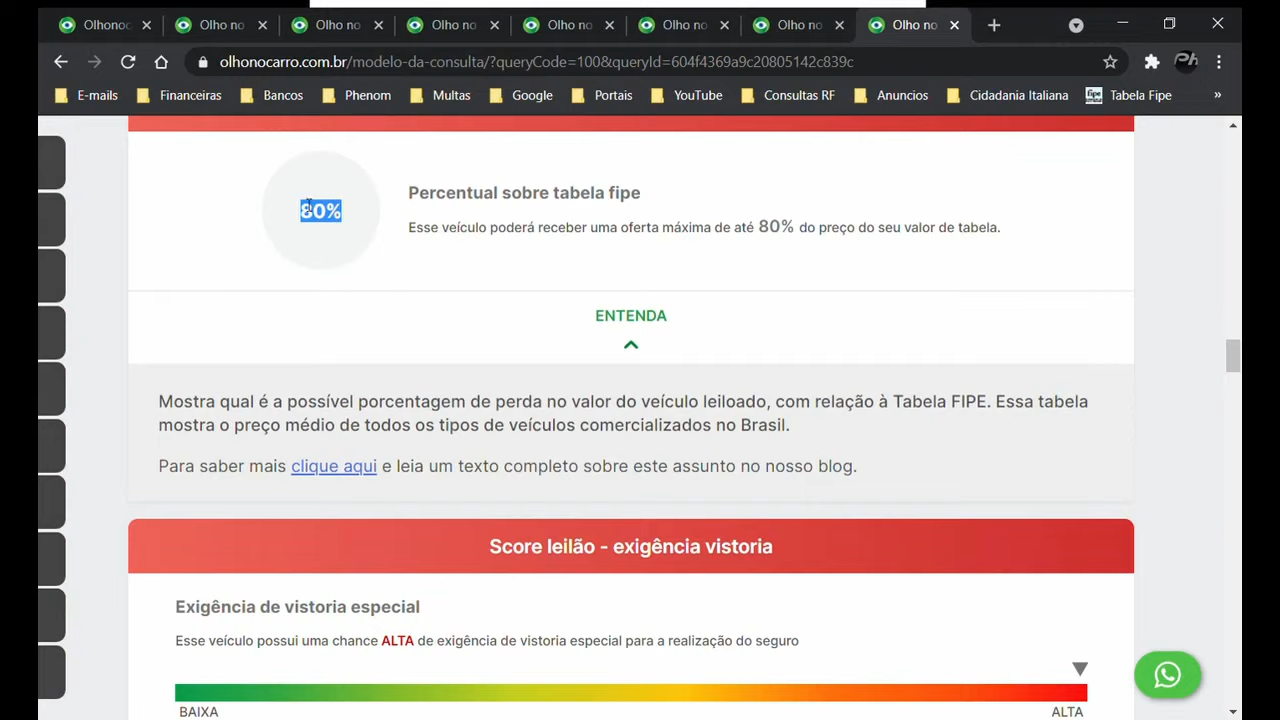 Olhonoc
Olho no
Olho no
Olho no
Olho no
Olho no
Olho no
Olho no
olhonocarro.com.br/modelo-da-consulta/?queryCode=100&queryId=604f4369a9c20805142c839c
E-mails
Financeiras
Bancos
Phenom
Multas
Google
Portais
YouTube
Consultas RF
Anuncios
Cidadania Italiana
fipe
Tabela Fipe
»
80%
Percentual sobre tabela fipe
Esse veículo poderá receber uma oferta máxima de até 80% do preço do seu valor de tabela.
ENTENDA
Mostra qual é a possível porcentagem de perda no valor do veículo leiloado, com relação à Tabela FIPE. Essa tabela
mostra o preço médio de todos os tipos de veículos comercializados no Brasil.
Para saber mais clique aqui e leia um texto completo sobre este assunto no nosso blog.
Score leilão - exigência vistoria
Exigência de vistoria especial
Esse veículo possui uma chance ALTA de exigência de vistoria especial para a realização do seguro
BAIXA
ALTA